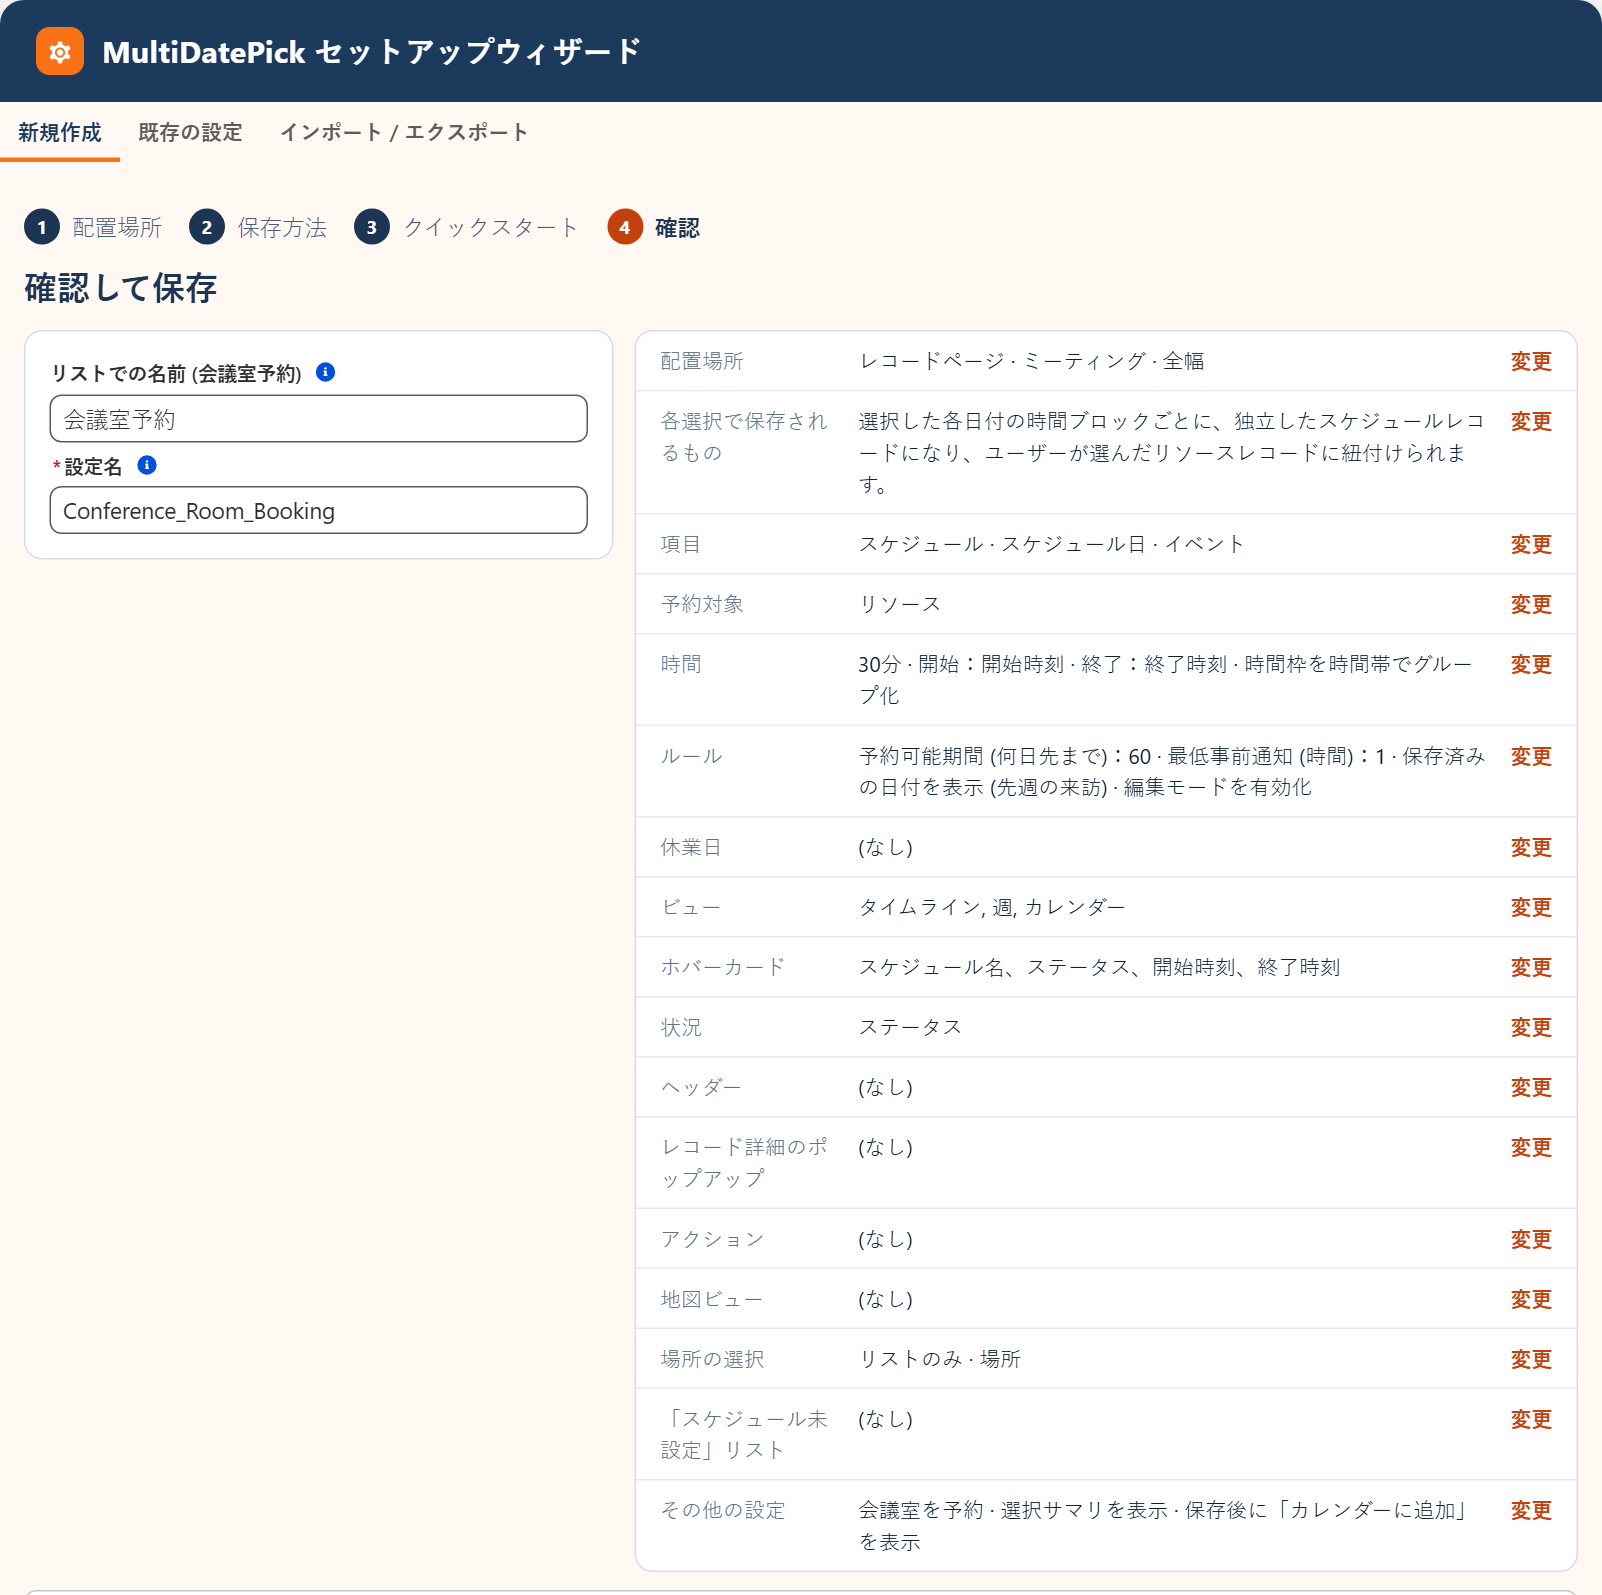 MultiDatePick セットアップウィザード
新規作成
既存の設定
インポート / エクスポート
1 配置場所
2 保存方法
3 クイックスタート
4 確認
確認して保存
リストでの名前 (会議室予約)
会議室予約
*設定名
Conference_Room_Booking
配置場所
レコードページ · ミーティング · 全幅
変更
各選択で保存され
るもの
選択した各日付の時間ブロックごとに、独立したスケジュールレコ
ードになり、ユーザーが選んだリソースレコードに紐付けられま
す。
変更
項目
スケジュール · スケジュール日 · イベント
変更
予約対象
リソース
変更
時間
30分 · 開始：開始時刻 · 終了：終了時刻 · 時間枠を時間帯でグルー
プ化
変更
ルール
予約可能期間 (何日先まで)：60 · 最低事前通知 (時間)：1 · 保存済み
の日付を表示 (先週の来訪) · 編集モードを有効化
変更
休業日
(なし)
変更
ビュー
タイムライン, 週, カレンダー
変更
ホバーカード
スケジュール名、ステータス、開始時刻、終了時刻
変更
状況
ステータス
変更
ヘッダー
(なし)
変更
レコード詳細のポ
ップアップ
(なし)
変更
アクション
(なし)
変更
地図ビュー
(なし)
変更
場所の選択
リストのみ · 場所
変更
「スケジュール未
設定」リスト
(なし)
変更
その他の設定
会議室を予約 · 選択サマリを表示 · 保存後に「カレンダーに追加」
を表示
変更